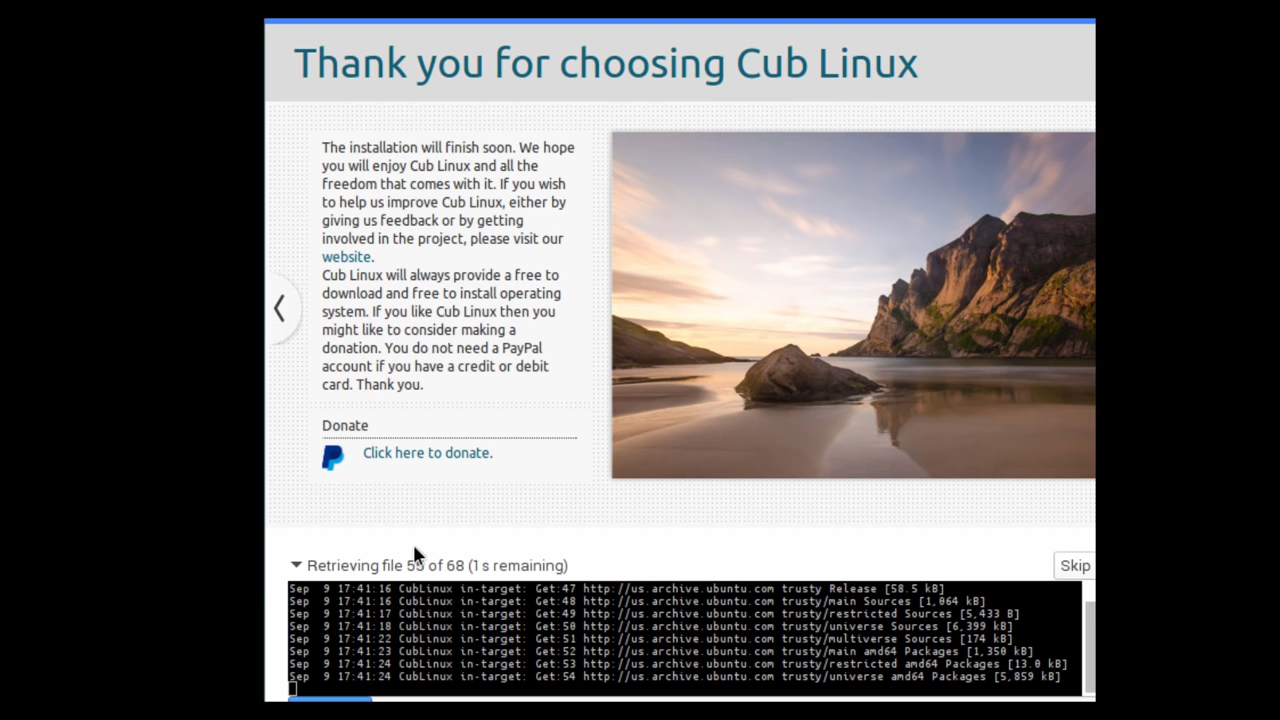 Thank you for choosing Cub Linux
The installation will finish soon. We hope
you will enjoy Cub Linux and all the
freedom that comes with it. If you wish
to help us improve Cub Linux, either by
giving us feedback or by getting
involved in the project, please visit our
website.
Cub Linux will always provide a free to
download and free to install operating
system. If you like Cub Linux then you
might like to consider making a
donation. You do not need a PayPal
account if you have a credit or debit
card. Thank you.
Donate
Click here to donate.
Retrieving file of 68 (1 s remaining)
Skip
Sep 9 17:41:16 CubLinux in-target: Get:47 http://us.archive.ubuntu.com trusty Release [58.5 kB]
Sep 9 17:41:16 CubLinux in-target: Get:48 http://us.archive.ubuntu.com trusty/main Sources [1,064 kB]
Sep 9 17:41:17 CubLinux in-target: Get:49 http://us.archive.ubuntu.com trusty/restricted Sources [5,433 B]
Sep 9 17:41:18 CubLinux in-target: Get:50 http://us.archive.ubuntu.com trusty/universe Sources [6,399 kB]
Sep 9 17:41:22 CubLinux in-target: Get:51 http://us.archive.ubuntu.com trusty/multiverse Sources [174 kB]
Sep 9 17:41:23 CubLinux in-target: Get:52 http://us.archive.ubuntu.com trusty/main amd64 Packages [1,350 kB]
Sep 9 17:41:24 CubLinux in-target: Get:53 http://us.archive.ubuntu.com trusty/restricted amd64 Packages [13.0 kB]
Sep 9 17:41:24 CubLinux in-target: Get:54 http://us.archive.ubuntu.com trusty/universe amd64 Packages [5,859 kB]